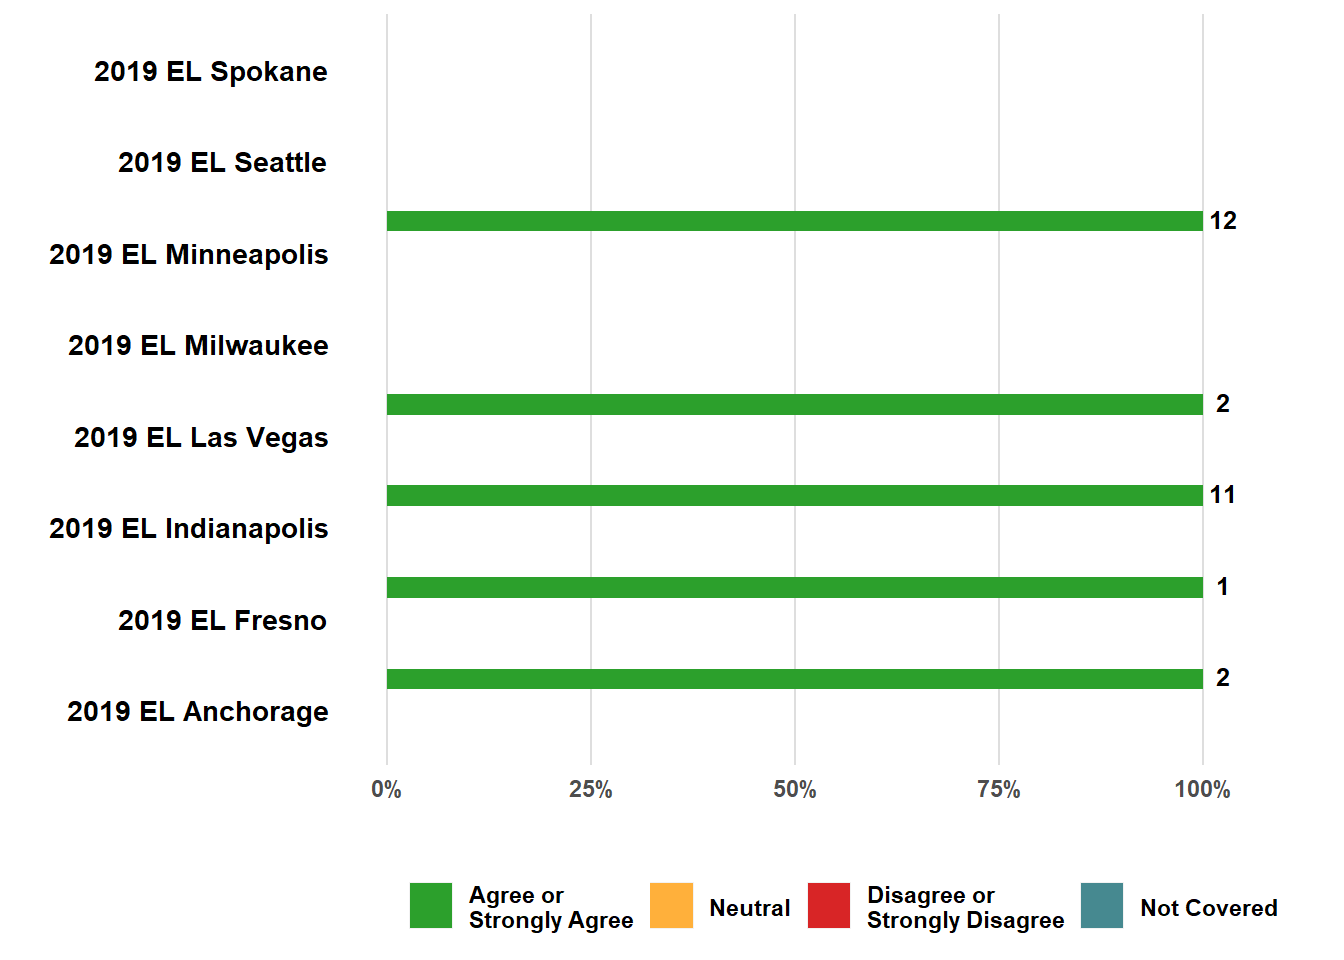 2019 EL Spokane
2019 EL Seattle
12
2019 EL Minneapolis
2019 EL Milwaukee
2
2019 EL Las Vegas
11
2019 EL Indianapolis
1
2019 EL Fresno
2
2019 EL Anchorage
0% 25% 50% 75% 100%
Agree or
Strongly Agree
Neutral
Disagree or
Strongly Disagree
Not Covered